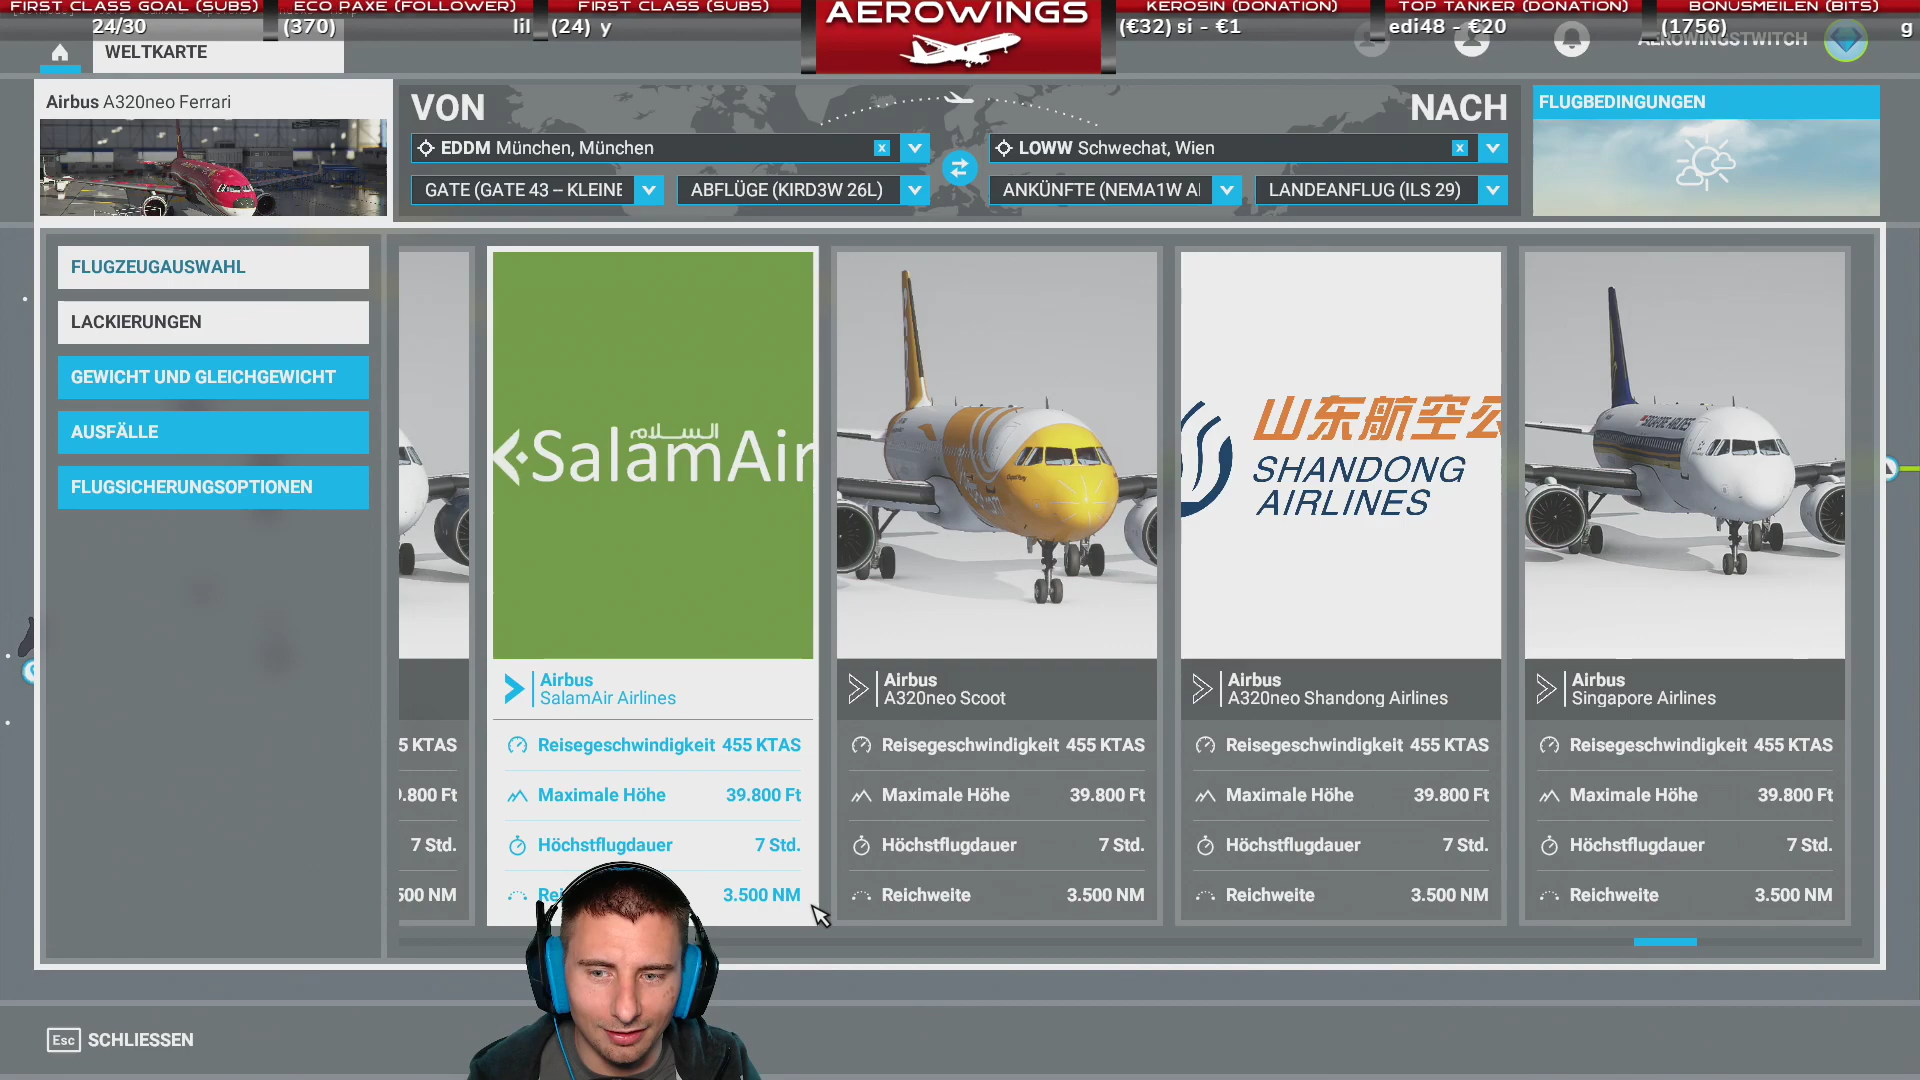 FIRST CLASS GOAL (SUBS)
24/30
ECO PAXE (FOLLOWER)
(370)
lil
FIRST CLASS (SUBS)
(24) y
AEROWINGS
KEROSIN (DONATION)
(€32) si - €1
TOP TANKER (DONATION)
edi48 - €20
BONUSMEILEN (BITS)
(1756)
g
WELTKARTE
AEROWINGSTWITCH
Airbus A320neo Ferrari
VON
NACH
EDDM München, München
LOWW Schwechat, Wien
GATE (GATE 43 – KLEINE
ABFLÜGE (KIRD3W 26L)
ANKÜNFTE (NEMA1W
LANDEANFLUG (ILS 29)
FLUGBEDINGUNGEN
FLUGZEUGAUSWAHL
LACKIERUNGEN
GEWICHT UND GLEICHGEWICHT
AUSFÄLLE
FLUGSICHERUNGSOPTIONEN
5 KTAS
.800 Ft
7 Std.
500 NM
السلام
SalamAir
Airbus
SalamAir Airlines
Reisegeschwindigkeit 455 KTAS
Maximale Höhe 39.800 Ft
Höchstflugdauer 7 Std.
Rei 3.500 NM
Airbus
A320neo Scoot
Reisegeschwindigkeit 455 KTAS
Maximale Höhe 39.800 Ft
Höchstflugdauer 7 Std.
Reichweite 3.500 NM
山东航空公
SHANDONG
AIRLINES
Airbus
A320neo Shandong Airlines
Reisegeschwindigkeit 455 KTAS
Maximale Höhe 39.800 Ft
Höchstflugdauer 7 Std.
Reichweite 3.500 NM
SINGAPORE AIRLINES
Airbus
Singapore Airlines
Reisegeschwindigkeit 455 KTAS
Maximale Höhe 39.800 Ft
Höchstflugdauer 7 Std.
Reichweite 3.500 NM
Esc SCHLIESSEN